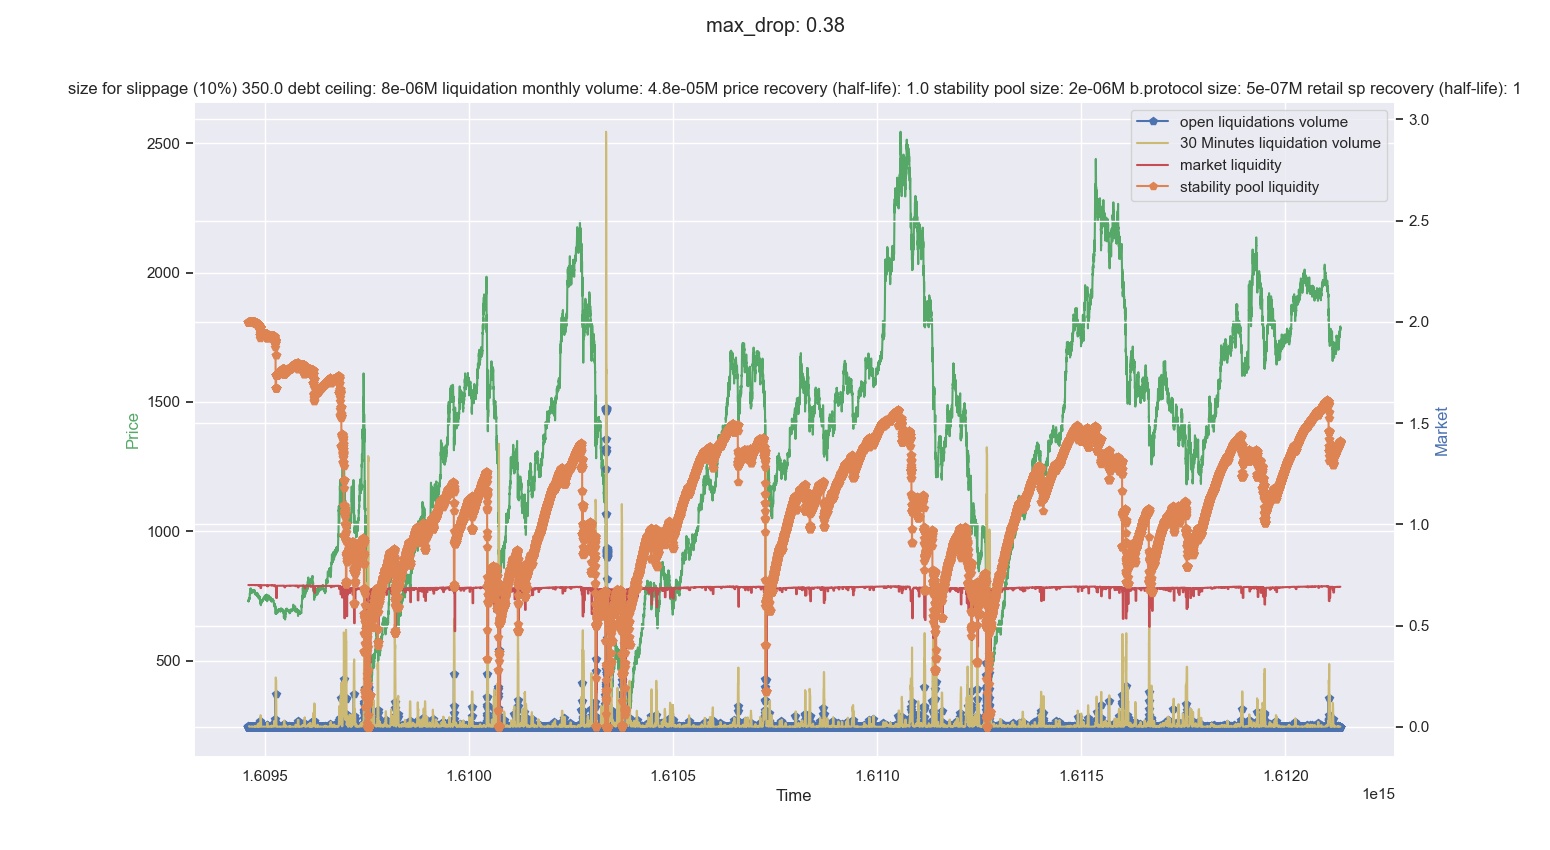 max_drop: 0.38
size for slippage (10%) 350.0 debt ceiling: 8e-06M liquidation monthly volume: 4.8e-05M price recovery (half-life): 1.0 stability pool size: 2e-06M b.protocol size: 5e-07M retail sp recovery (half-life): 1
open liquidations volume
30 Minutes liquidation volume
market liquidity
stability pool liquidity
2500
2000
1500
1000
500
Price
3.0
2.5
2.0
1.5
1.0
0.5
0.0
Market
1.6095 1.6100 1.6105 1.6110 1.6115 1.6120
Time
1e15